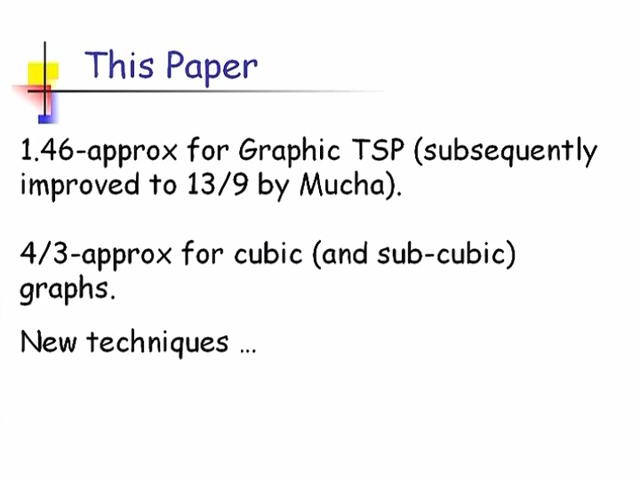 This Paper
1.46-approx for Graphic TSP (subsequently
improved to 13/9 by Mucha).
4/3-approx for cubic (and sub-cubic)
graphs.
New techniques ...